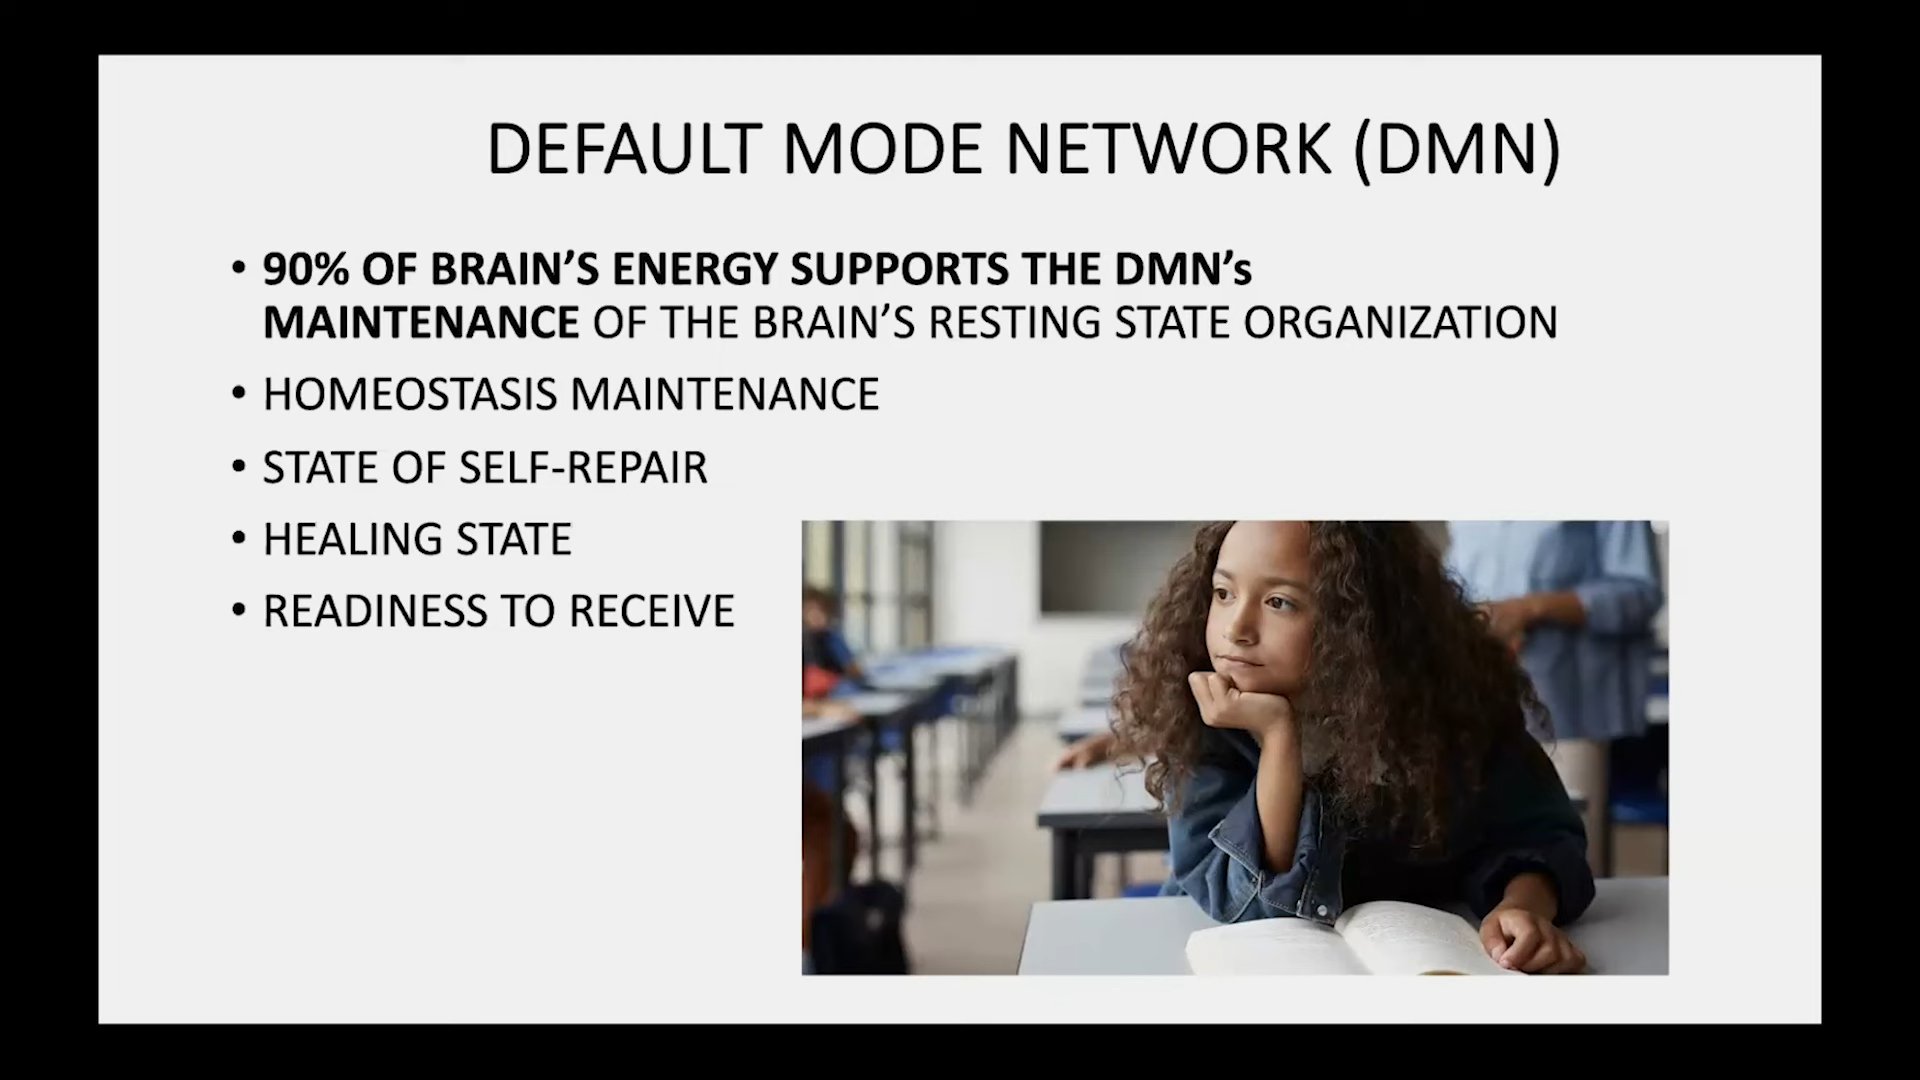 DEFAULT MODE NETWORK (DMN)
• 90% OF BRAIN’S ENERGY SUPPORTS THE DMN’s
MAINTENANCE OF THE BRAIN’S RESTING STATE ORGANIZATION
• HOMEOSTASIS MAINTENANCE
• STATE OF SELF-REPAIR
• HEALING STATE
• READINESS TO RECEIVE